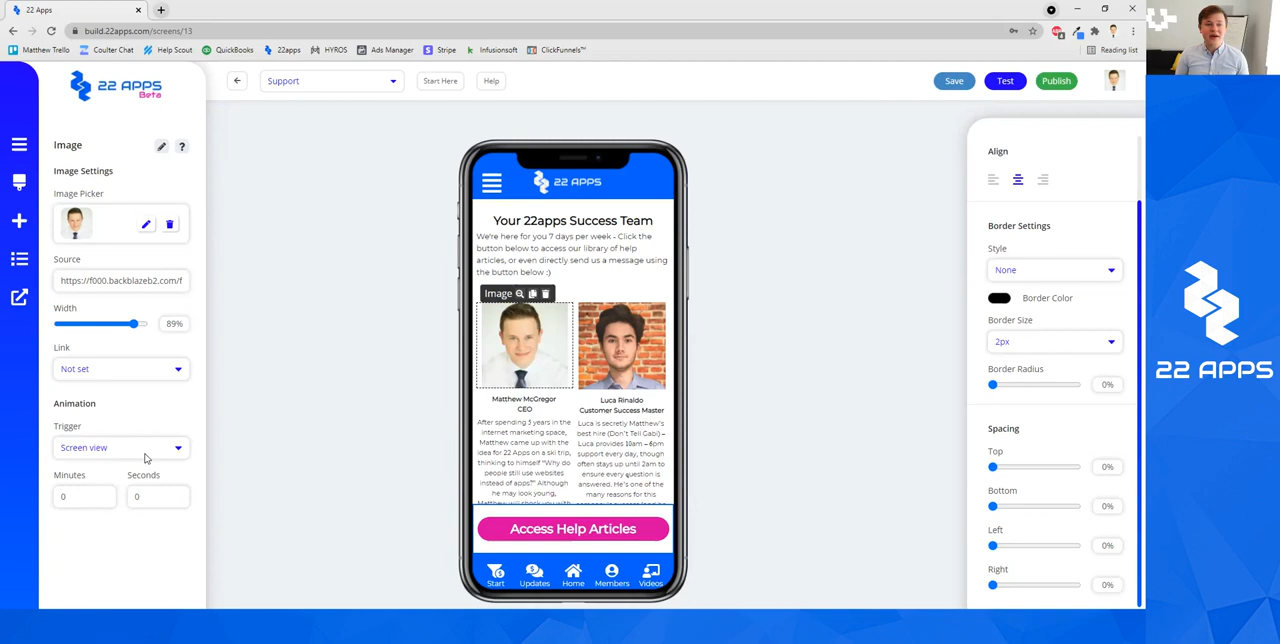 22 Apps
build.22apps.com/screens/13
Matthew Trello
Coulter Chat
Help Scout
QuickBooks
22apps
HYROS
Ads Manager
Stripe
Infusionsoft
ClickFunnels™
Reading list
22 APPS
Beta
Support
Start Here
Help
Save
Test
Publish
Image
Image Settings
Image Picker
Source
https://f000.backblazeb2.com/f
Width
89%
Link
Not set
Animation
Trigger
Screen view
Minutes
Seconds
0
0
22 APPS
Your 22apps Success Team
We're here for you 7 days per week - Click the
button below to access our library of help
articles, or even directly send us a message using
the button below :)
Image
Matthew McGregor
CEO
After spending 5 years in the
internet marketing space,
Matthew came up with the
idea for 22 Apps on a ski trip,
thinking to himself "Why do
people still use websites
instead of apps?" Although
he may look young,
Matthew will shock you with
Luca Rinaldo
Customer Success Master
Luca is secretly Matthew's
best hire (Don't Tell Gabi) –
Luca provides 10am – 6pm
support every day, though
often stays up until 2am to
ensure every question is
answered. He's one of the
many reasons for this
Access Help Articles
Start
Updates
Home
Members
Videos
Align
Border Settings
Style
None
Border Color
Border Size
2px
Border Radius
0%
Spacing
Top
0%
Bottom
0%
Left
0%
Right
0%
22 APPS